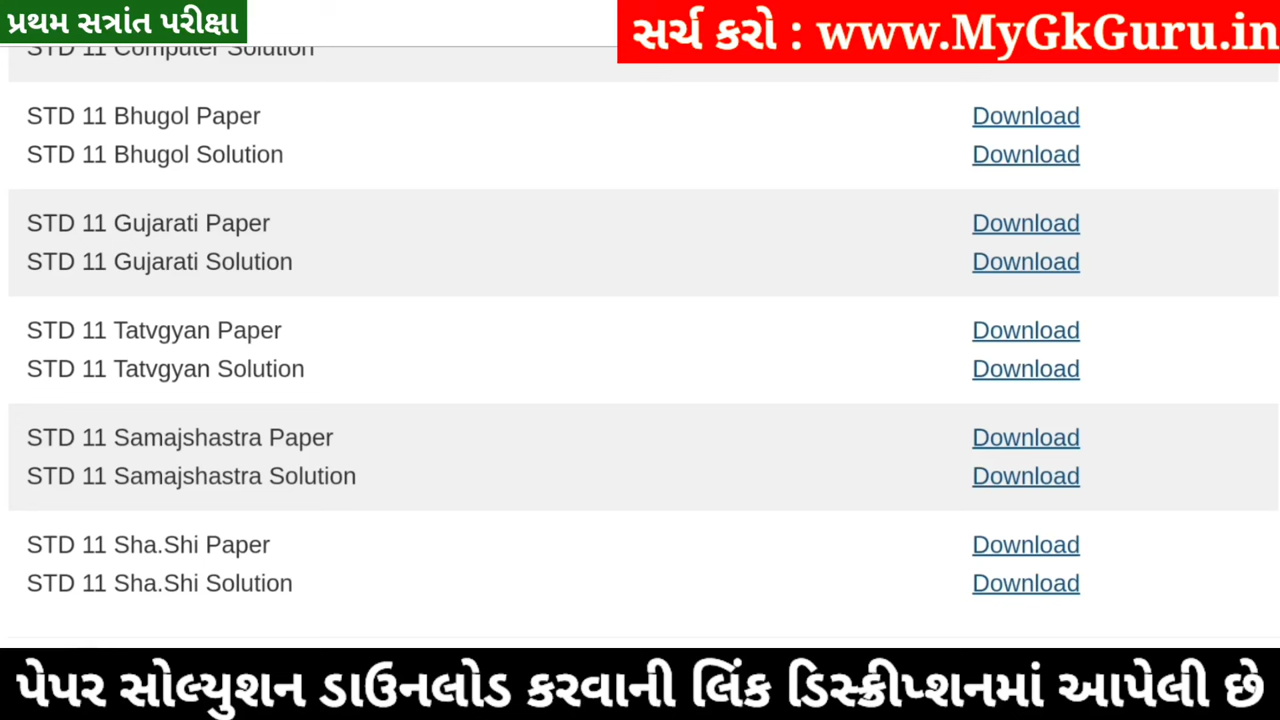 પ્રથમ સત્રાંત પરીક્ષા
સર્ચ કરો : www.MyGkGuru.in
STD 11 Computer Solution
STD 11 Bhugol Paper Download
STD 11 Bhugol Solution Download
STD 11 Gujarati Paper Download
STD 11 Gujarati Solution Download
STD 11 Tatvgyan Paper Download
STD 11 Tatvgyan Solution Download
STD 11 Samajshastra Paper Download
STD 11 Samajshastra Solution Download
STD 11 Sha.Shi Paper Download
STD 11 Sha.Shi Solution Download
પેપર સોલ્યુશન ડાઉનલોડ કરવાની લિંક ડિસ્ક્રીપ્શનમાં આપેલી છે